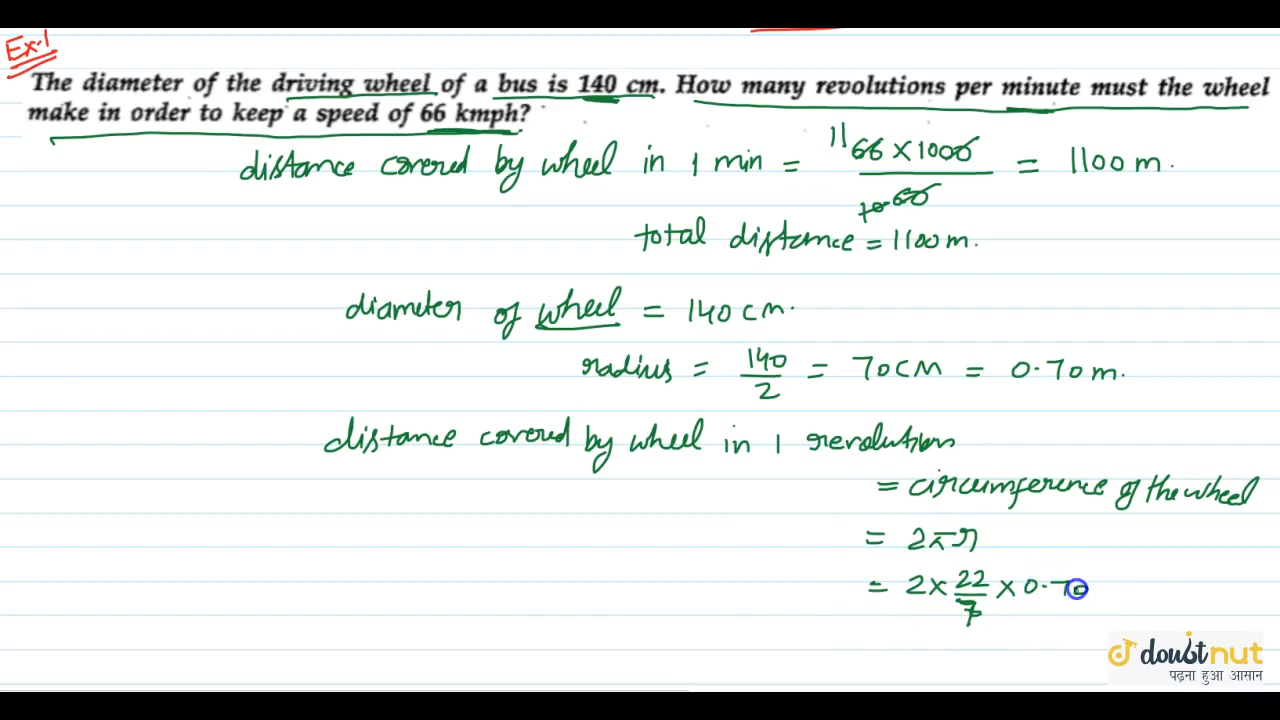 Ex-1
The diameter of the driving wheel of a bus is 140 cm. How many revolutions per minute must the wheel
make in order to keep a speed of 66 kmph?
distance covered by wheel in 1 min = 11 66 × 1000 / 10 60 = 1100 m.
total distance = 1100 m.
diameter of wheel = 140 cm.
radius = 140/2 = 70 cm = 0.70 m.
distance covered by wheel in 1 revolution
= circumference of the wheel
= 2πr
= 2 × 22/7 × 0.70
doubtnut
पढ़ना हुआ आसान